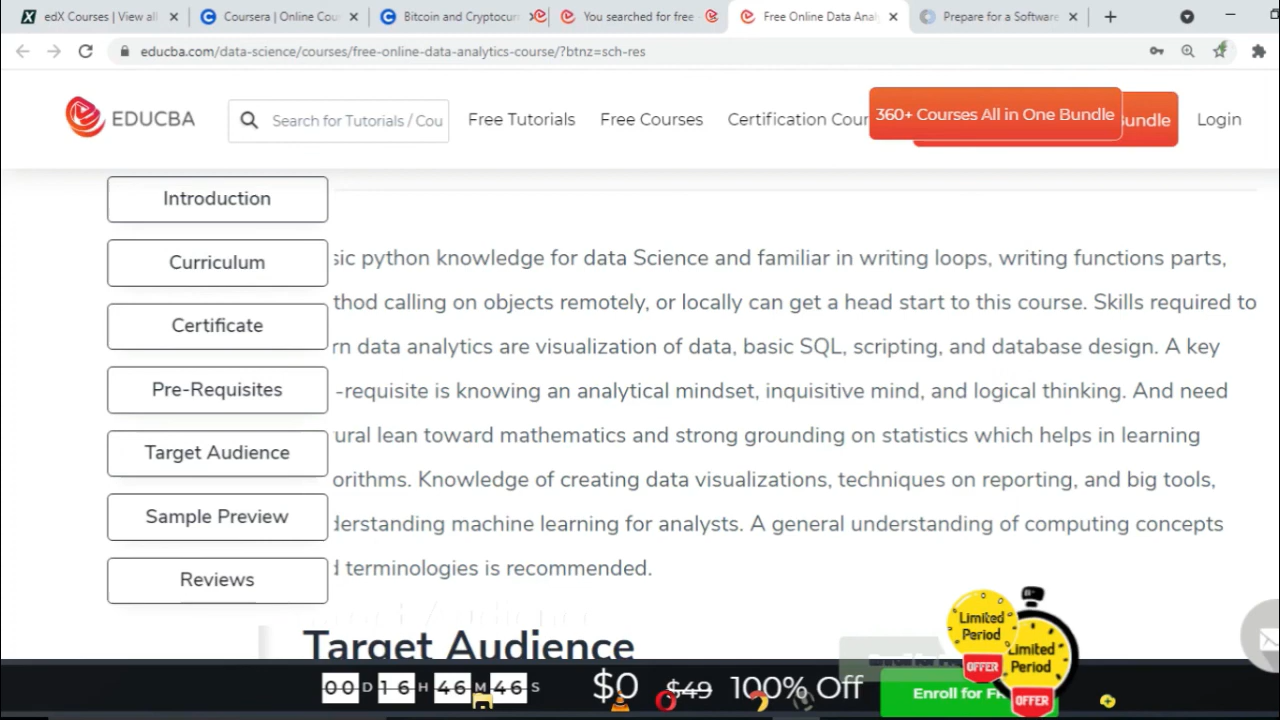 edX Courses | View all
Coursera | Online Cou
Bitcoin and Cryptocur
You searched for free
Free Online Data Anal
Prepare for a Software
educba.com/data-science/courses/free-online-data-analytics-course/?btnz=sch-res
EDUCBA
Search for Tutorials / Cou
Free Tutorials
Free Courses
Certification Cour
360+ Courses All in One Bundle
Bundle
Login
Introduction
Curriculum
Certificate
Pre-Requisites
Target Audience
Sample Preview
Reviews
sic python knowledge for data Science and familiar in writing loops, writing functions parts,
thod calling on objects remotely, or locally can get a head start to this course. Skills required to
rn data analytics are visualization of data, basic SQL, scripting, and database design. A key
-requisite is knowing an analytical mindset, inquisitive mind, and logical thinking. And need
ural lean toward mathematics and strong grounding on statistics which helps in learning
orithms. Knowledge of creating data visualizations, techniques on reporting, and big tools,
derstanding machine learning for analysts. A general understanding of computing concepts
d terminologies is recommended.
Target Audience
Limited
Period
OFFER
Limited
Period
OFFER
00 D 16 H 46 M 46 S
$0 $49 100% Off
Enroll for F